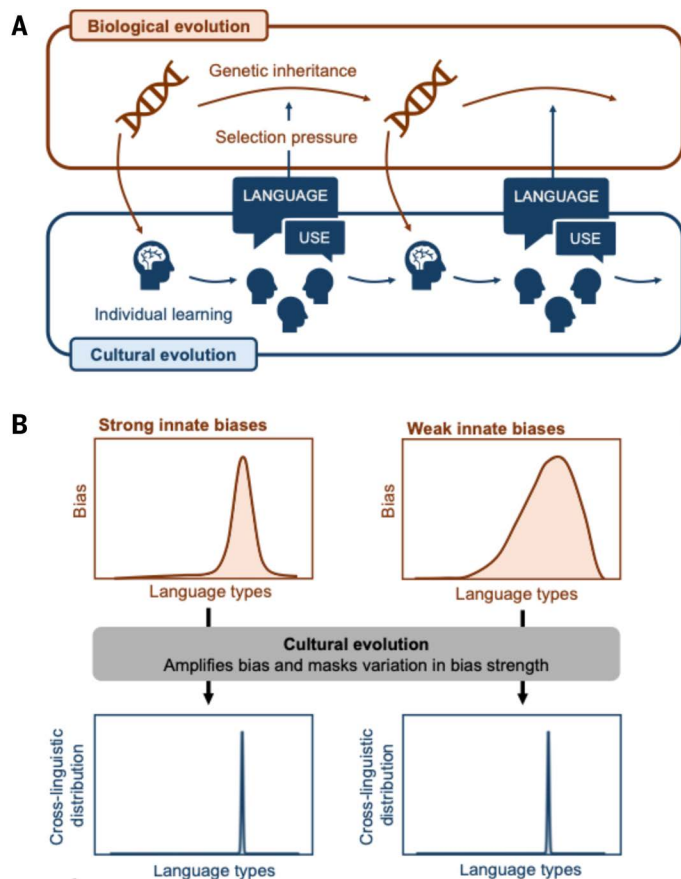 A
Biological evolution
Genetic inheritance
Selection pressure
LANGUAGE
USE
LANGUAGE
USE
Individual learning
Cultural evolution
B
Strong innate biases
Weak innate biases
Bias
Bias
Language types
Language types
Cultural evolution
Amplifies bias and masks variation in bias strength
Cross-linguistic
distribution
Cross-linguistic
distribution
Language types
Language types